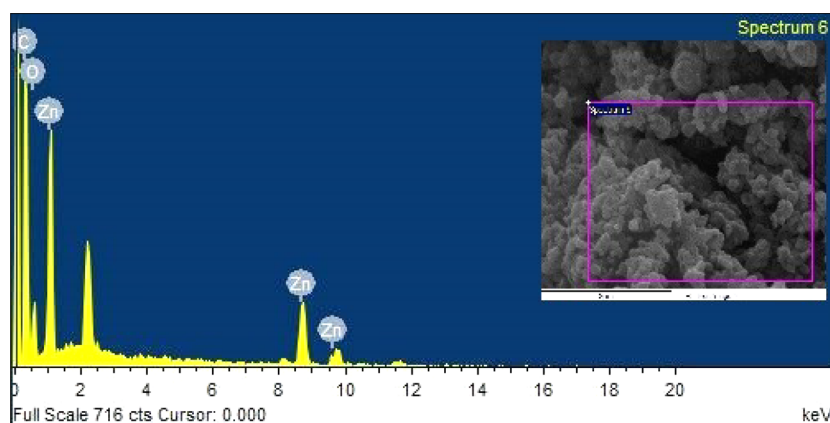 Spectrum 6
C
O
Zn
Zn
Zn
0 2 4 6 8 10 12 14 16 18 20
Full Scale 716 cts Cursor: 0.000 keV